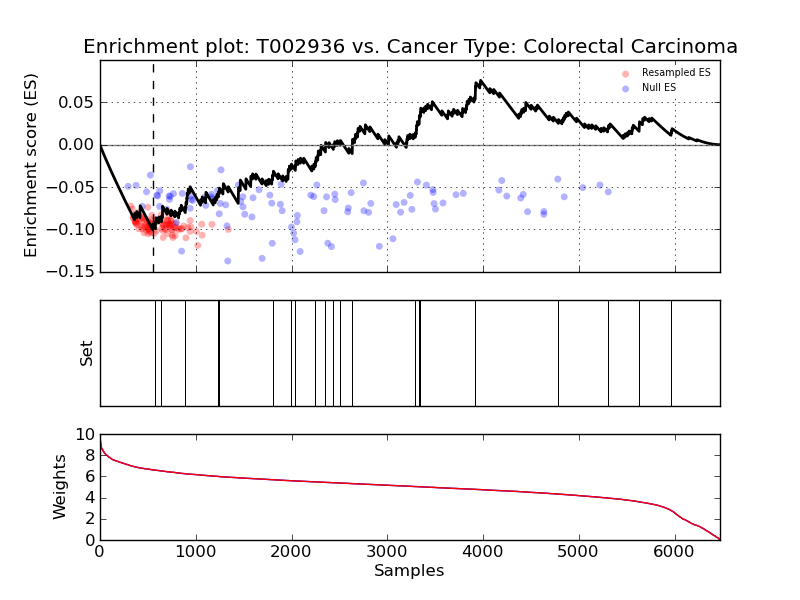 Enrichment plot: T002936 vs. Cancer Type: Colorectal Carcinoma
Enrichment score (ES)
0.05
0.00
−0.05
−0.10
−0.15
Resampled ES
Null ES
Set
Weights
10
8
6
4
2
0
0 1000 2000 3000 4000 5000 6000
Samples